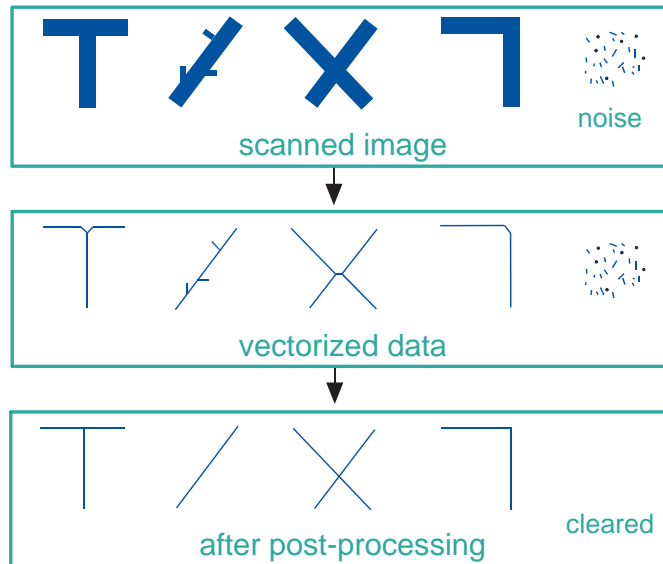 noise
scanned image
vectorized data
cleared
after post-processing